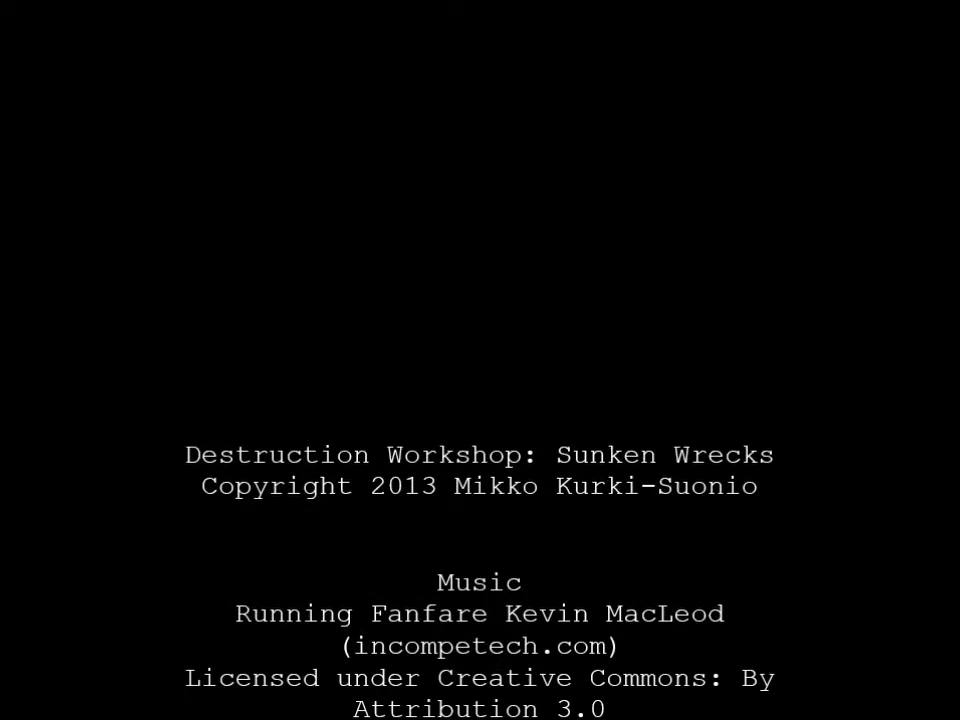 Destruction Workshop: Sunken Wrecks
Copyright 2013 Mikko Kurki-Suonio
Music
Running Fanfare Kevin MacLeod
(incompetech.com)
Licensed under Creative Commons: By
Attribution 3.0